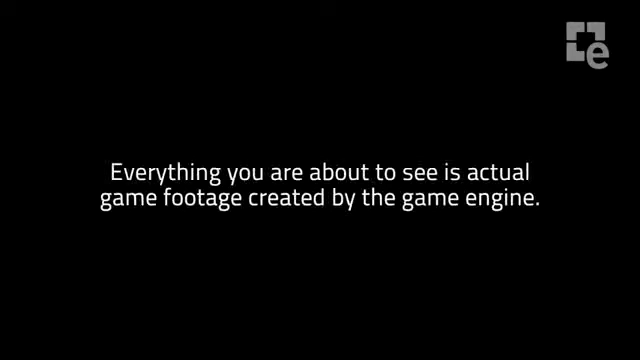 e
Everything you are about to see is actual
game footage created by the game engine.